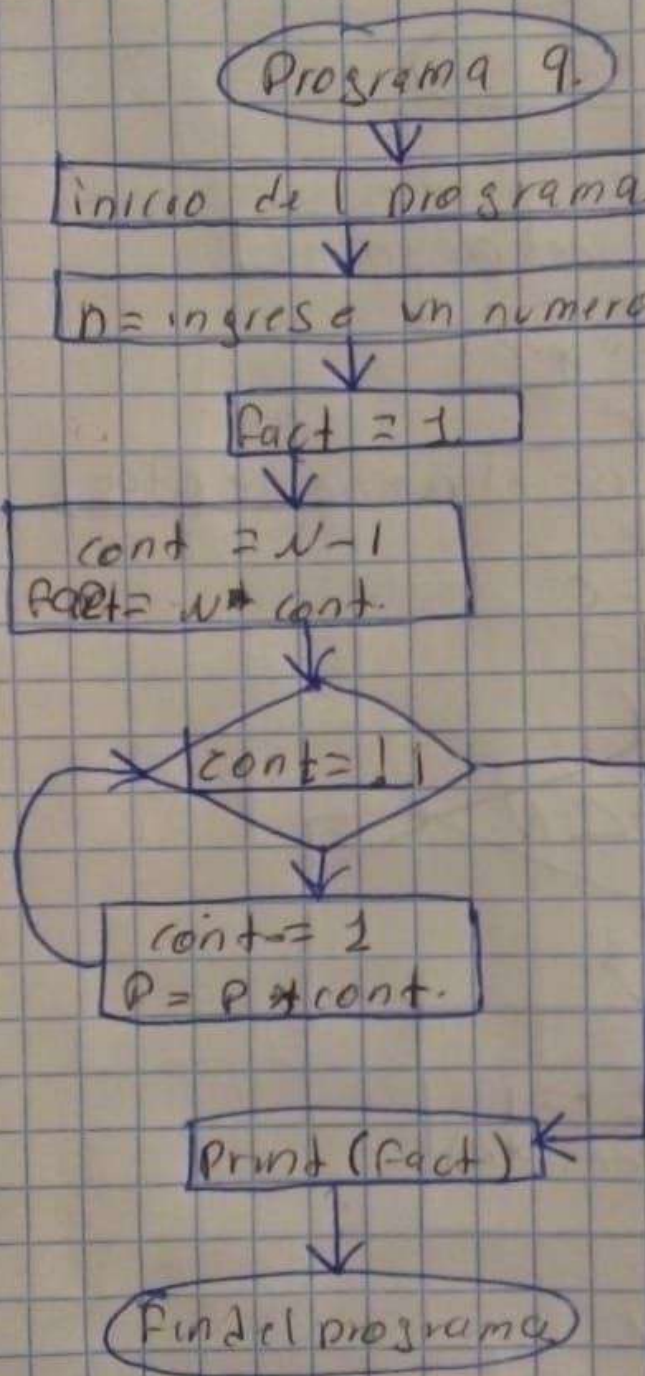 Programa 9.
inicio del programa
n = ingrese un numero
fact = 1
cont = N-1
fact = N * cont.
cont = ! 1
cont -= 1
P = P * cont.
Print (fact)
Fin del programa